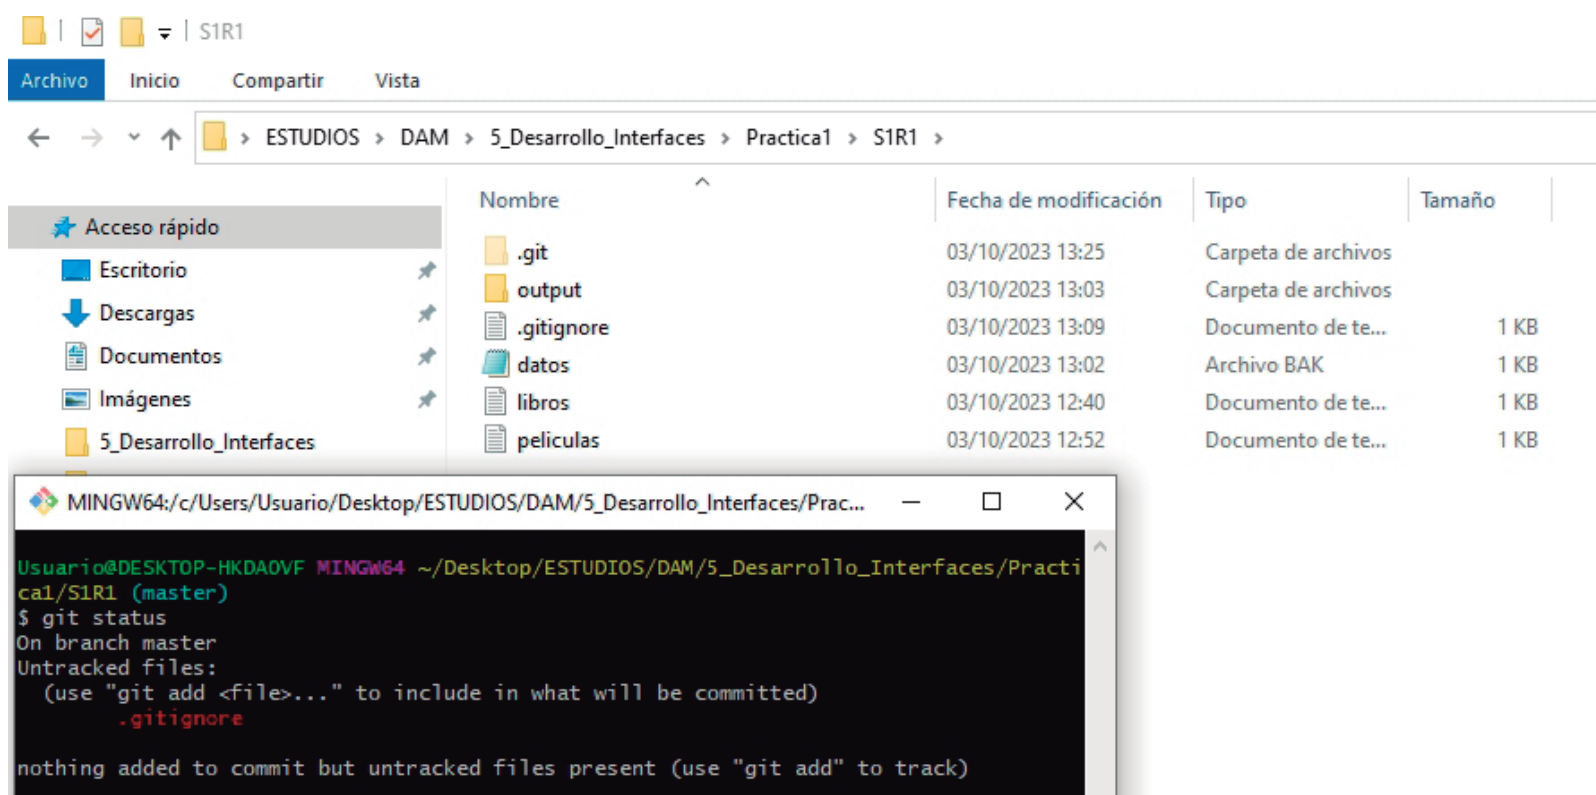 S1R1
Archivo Inicio Compartir Vista
ESTUDIOS > DAM > 5_Desarrollo_Interfaces > Practica1 > S1R1 >
Nombre Fecha de modificación Tipo Tamaño
Acceso rápido
Escritorio
Descargas
Documentos
Imágenes
5_Desarrollo_Interfaces
.git 03/10/2023 13:25 Carpeta de archivos
output 03/10/2023 13:03 Carpeta de archivos
.gitignore 03/10/2023 13:09 Documento de te... 1 KB
datos 03/10/2023 13:02 Archivo BAK 1 KB
libros 03/10/2023 12:40 Documento de te... 1 KB
peliculas 03/10/2023 12:52 Documento de te... 1 KB
MINGW64:/c/Users/Usuario/Desktop/ESTUDIOS/DAM/5_Desarrollo_Interfaces/Prac...
Usuario@DESKTOP-HKDAOVF MINGW64 ~/Desktop/ESTUDIOS/DAM/5_Desarrollo_Interfaces/Practi
ca1/S1R1 (master)
$ git status
On branch master
Untracked files:
(use "git add <file>..." to include in what will be committed)
.gitignore
nothing added to commit but untracked files present (use "git add" to track)